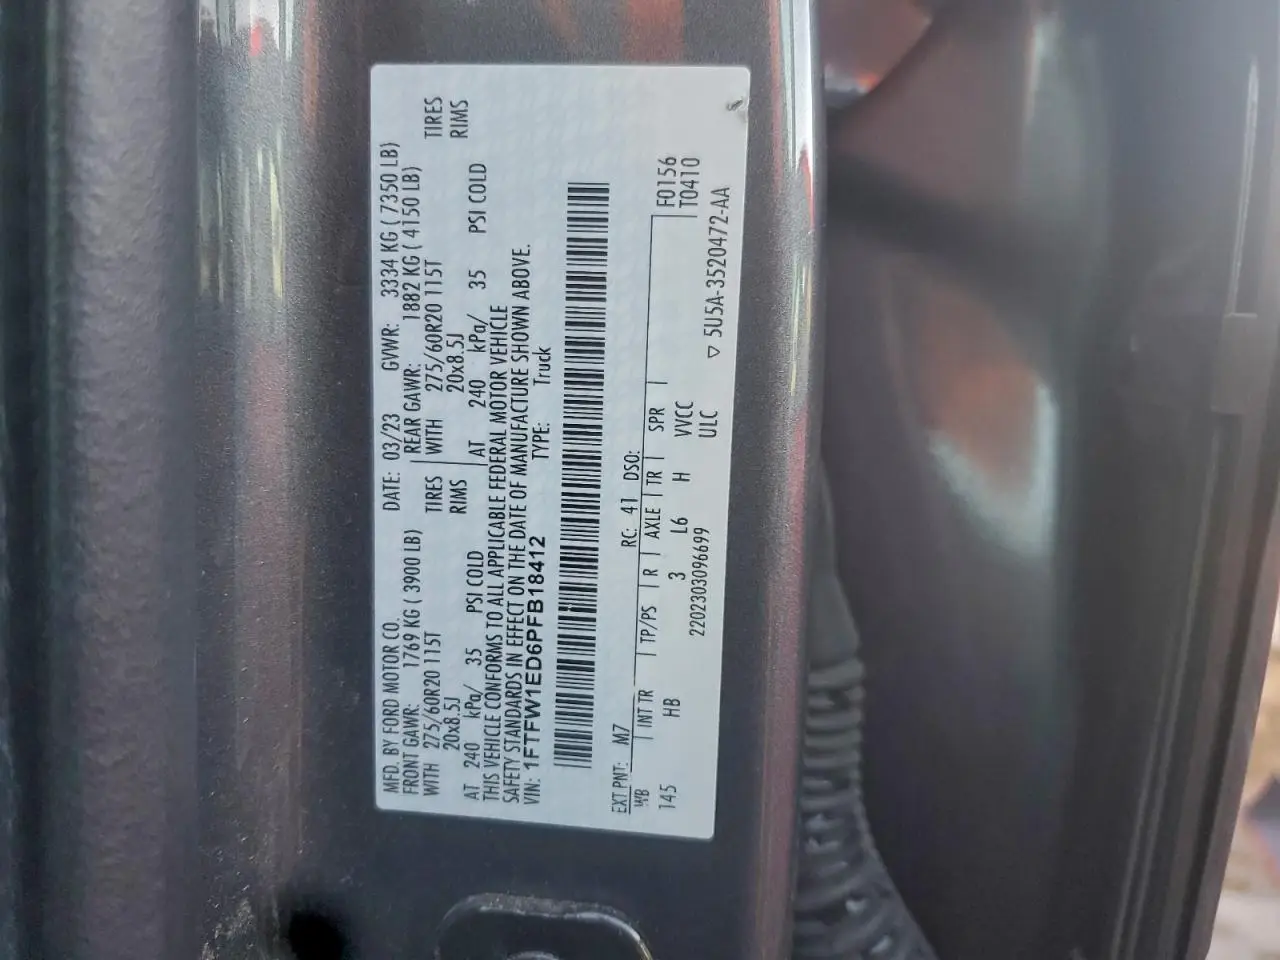 MFD. BY FORD MOTOR CO. DATE: 03/23 GVWR: 3334 KG ( 7350 LB)
FRONT GAWR: 1769 KG ( 3900 LB) REAR GAWR: 1882 KG ( 4150 LB)
WITH 275/60R20 115T TIRES WITH 275/60R20 115T TIRES
20x8.5J RIMS 20x8.5J RIMS
AT 240 kPa/ 35 PSI COLD AT 240 kPa/ 35 PSI COLD
THIS VEHICLE CONFORMS TO ALL APPLICABLE FEDERAL MOTOR VEHICLE
SAFETY STANDARDS IN EFFECT ON THE DATE OF MANUFACTURE SHOWN ABOVE.
VIN: 1FTFW1ED6PFB18412 TYPE: Truck
EXT PNT: M7 RC: 41 DSO:
WB INT TR TP/PS R AXLE TR SPR F0156
145 HB 3 L6 H VVCC T0410
2202303096699 ULC
▽ 5U5A-3520472-AA